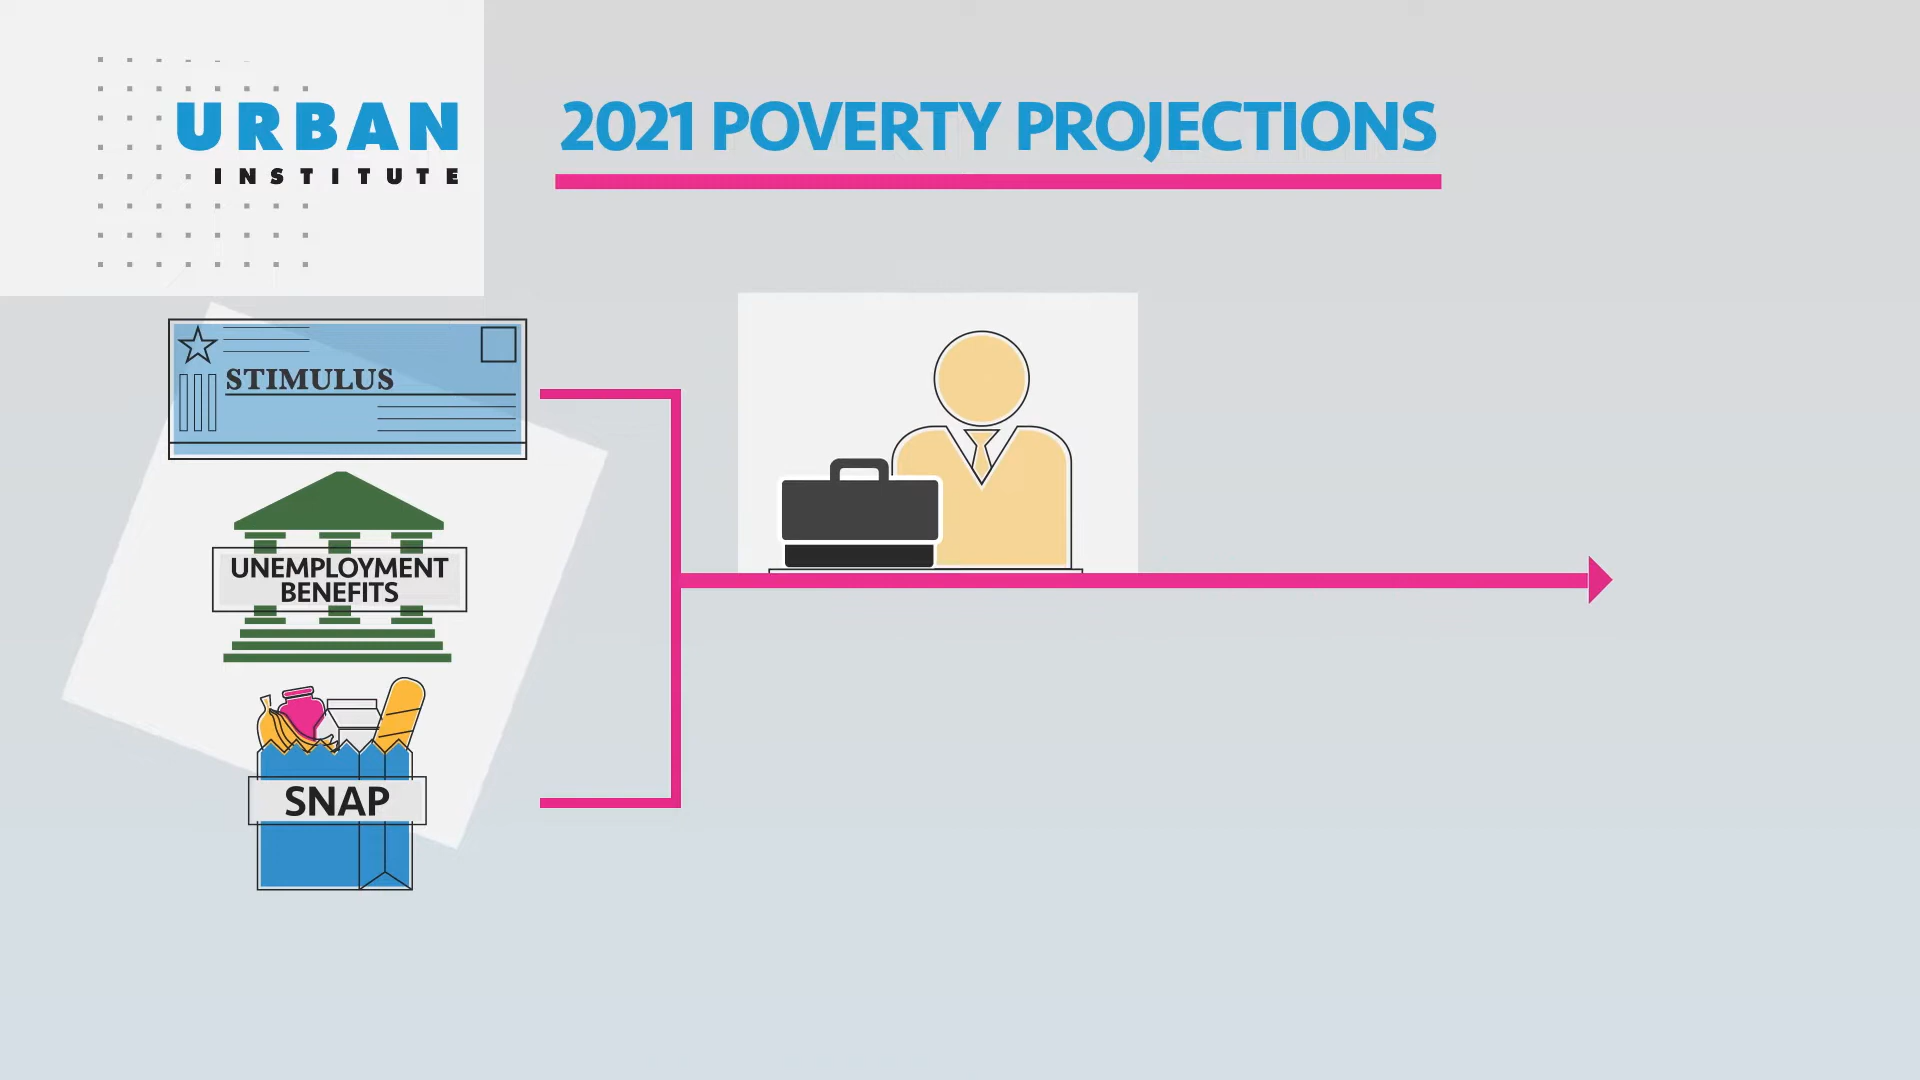 URBAN
INSTITUTE
2021 POVERTY PROJECTIONS
STIMULUS
UNEMPLOYMENT
BENEFITS
SNAP